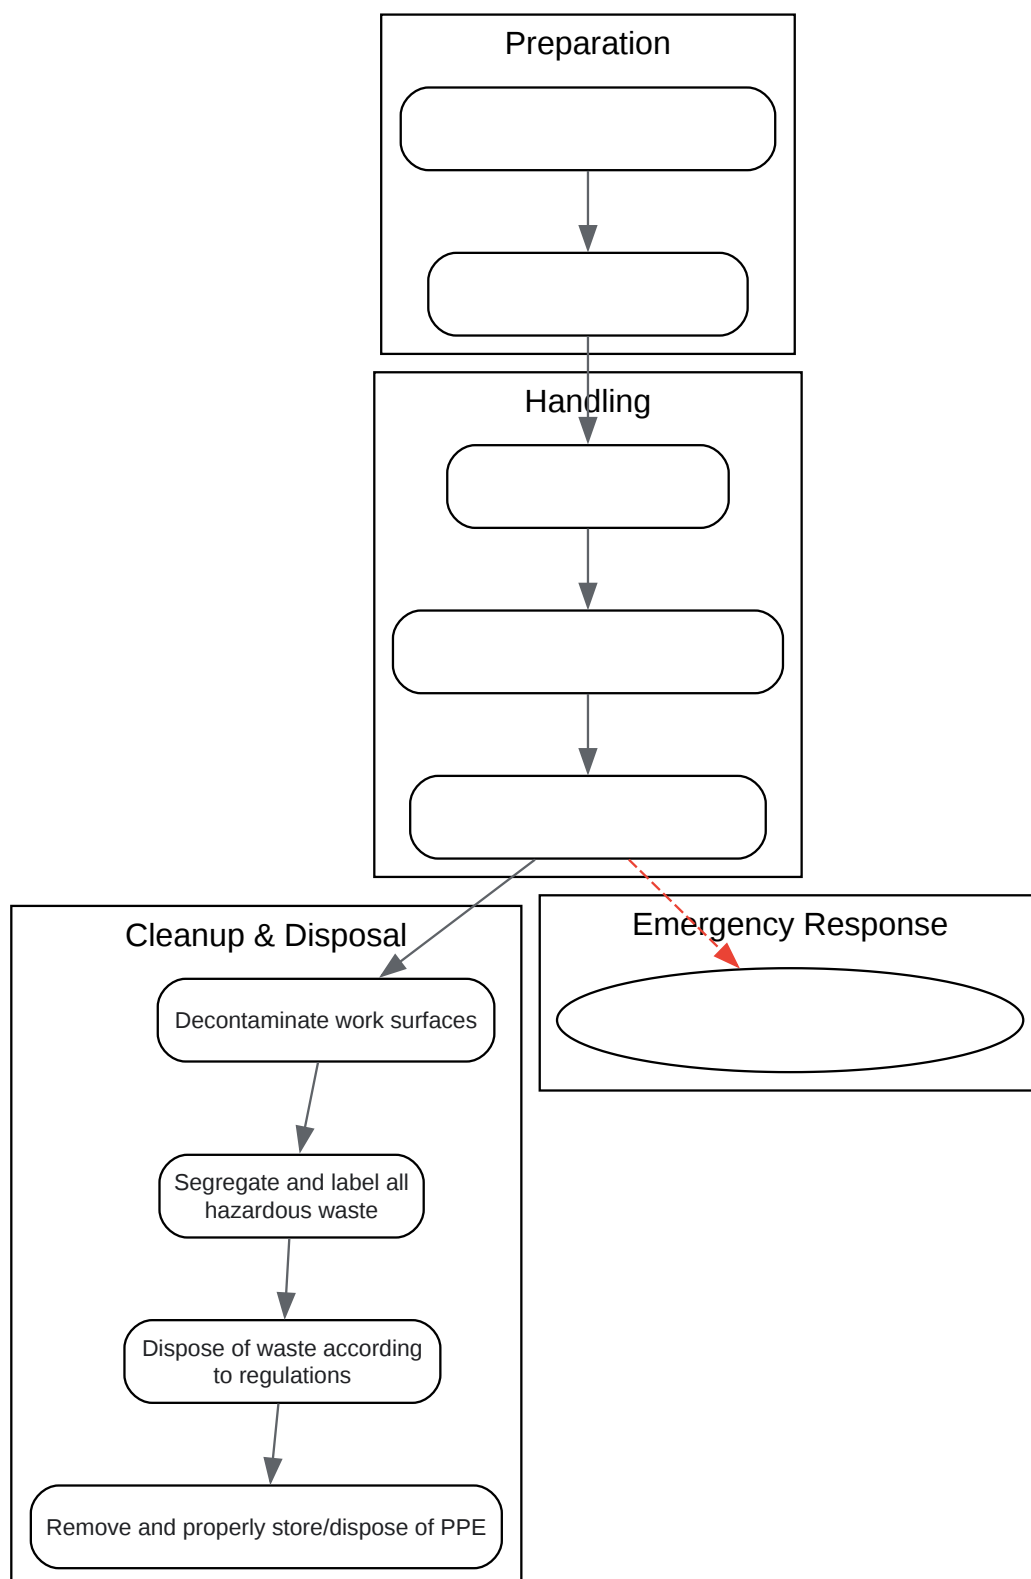 Preparation
Handling
Cleanup & Disposal
Emergency Response
Decontaminate work surfaces
Segregate and label all
hazardous waste
Dispose of waste according
to regulations
Remove and properly store/dispose of PPE